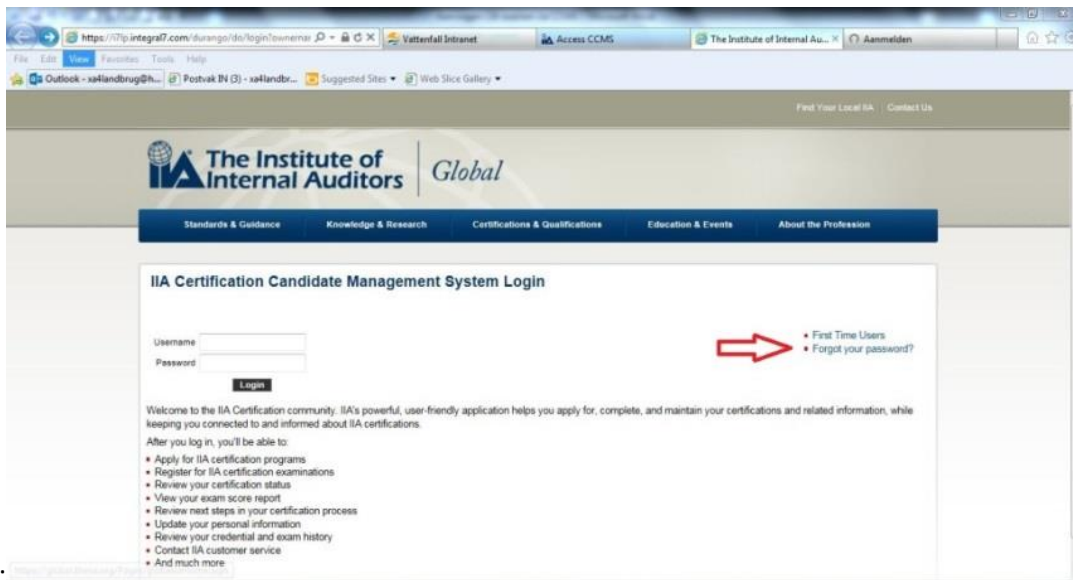 https://i7lp.integral7.com/durango/do/login?ownernar
Vattenfall Intranet
Access CCMS
The Institute of Internal Au...
Aanmelden
File Edit View Favorites Tools Help
Outlook - xa4landbrug@h...
Postvak IN (3) - xa4landbr...
Suggested Sites
Web Slice Gallery
Find Your Local IIA Contact Us
IIA The Institute of
Internal Auditors
Global
Standards & Guidance Knowledge & Research Certifications & Qualifications Education & Events About the Profession
IIA Certification Candidate Management System Login
Username
Password
Login
• First Time Users
• Forgot your password?
Welcome to the IIA Certification community. IIA's powerful, user-friendly application helps you apply for, complete, and maintain your certifications and related information, while
keeping you connected to and informed about IIA certifications.
After you log in, you'll be able to:
• Apply for IIA certification programs
• Register for IIA certification examinations
• Review your certification status
• View your exam score report
• Review next steps in your certification process
• Update your personal information
• Review your credential and exam history
• Contact IIA customer service
• And much more